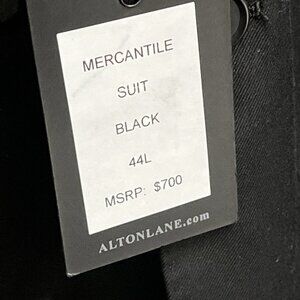 MERCANTILE
SUIT
BLACK
44L
MSRP: $700
ALTONLANE.com